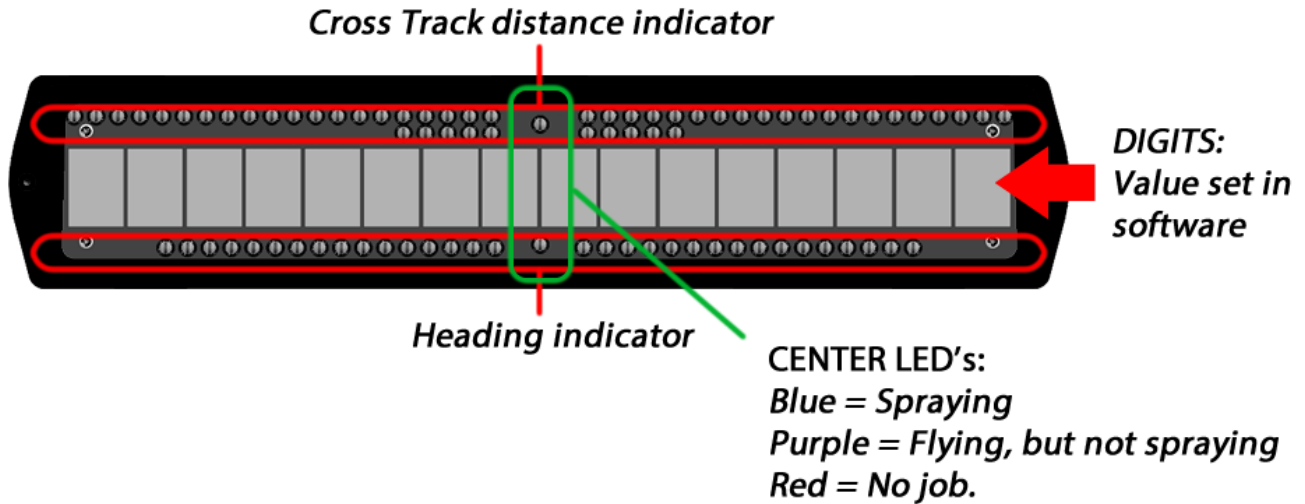 Cross Track distance indicator
DIGITS:
Value set in
software
Heading indicator
CENTER LED's:
Blue = Spraying
Purple = Flying, but not spraying
Red = No job.